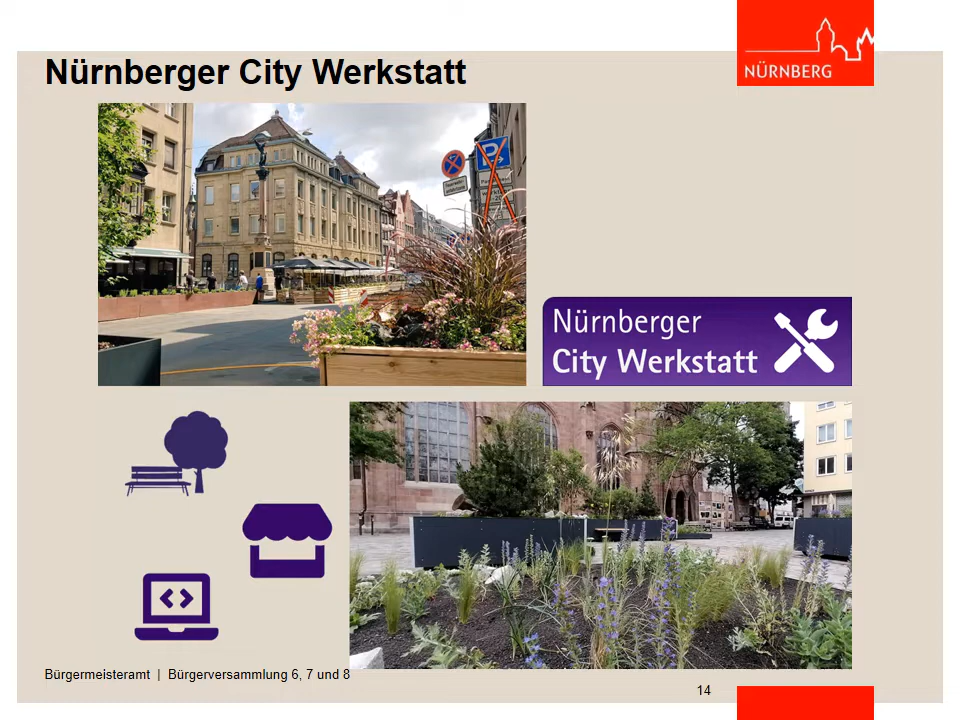 NÜRNBERG
Nürnberger City Werkstatt
P
Nürnberger
City Werkstatt
Bürgermeisteramt | Bürgerversammlung 6, 7 und 8
14